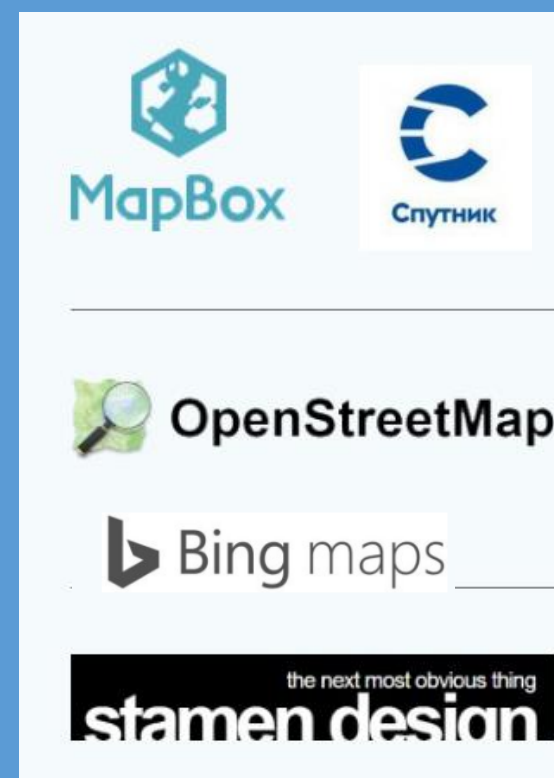 MapBox
Спутник
OpenStreetMap
Bing maps
the next most obvious thing
stamen design